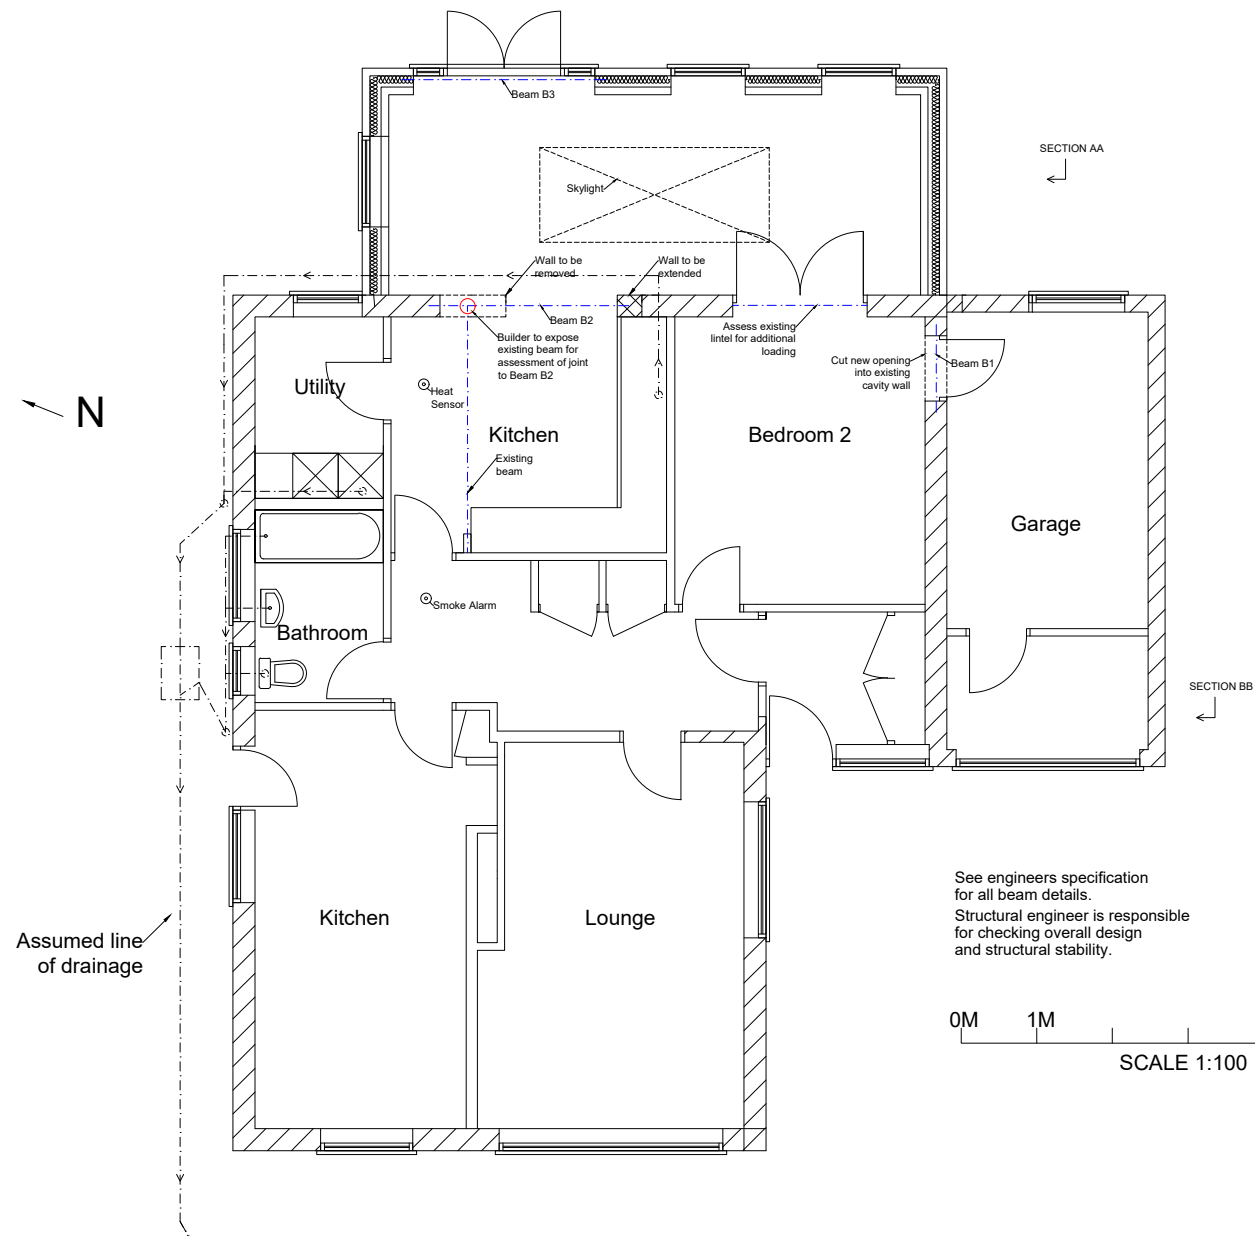 Beam B3
SECTION AA
Skylight
Wall to be
removed
Wall to be
extended
Beam B2
Builder to expose
existing beam for
assessment of joint
to Beam B2
Assess existing
lintel for additional
loading
Cut new opening
into existing
cavity wall
Beam B1
Utility
Heat
Sensor
N
Kitchen
Bedroom 2
Existing
beam
Garage
Smoke Alarm
Bathroom
SECTION BB
See engineers specification
for all beam details.
Structural engineer is responsible
for checking overall design
and structural stability.
Kitchen
Lounge
Assumed line
of drainage
0M 1M
SCALE 1:100